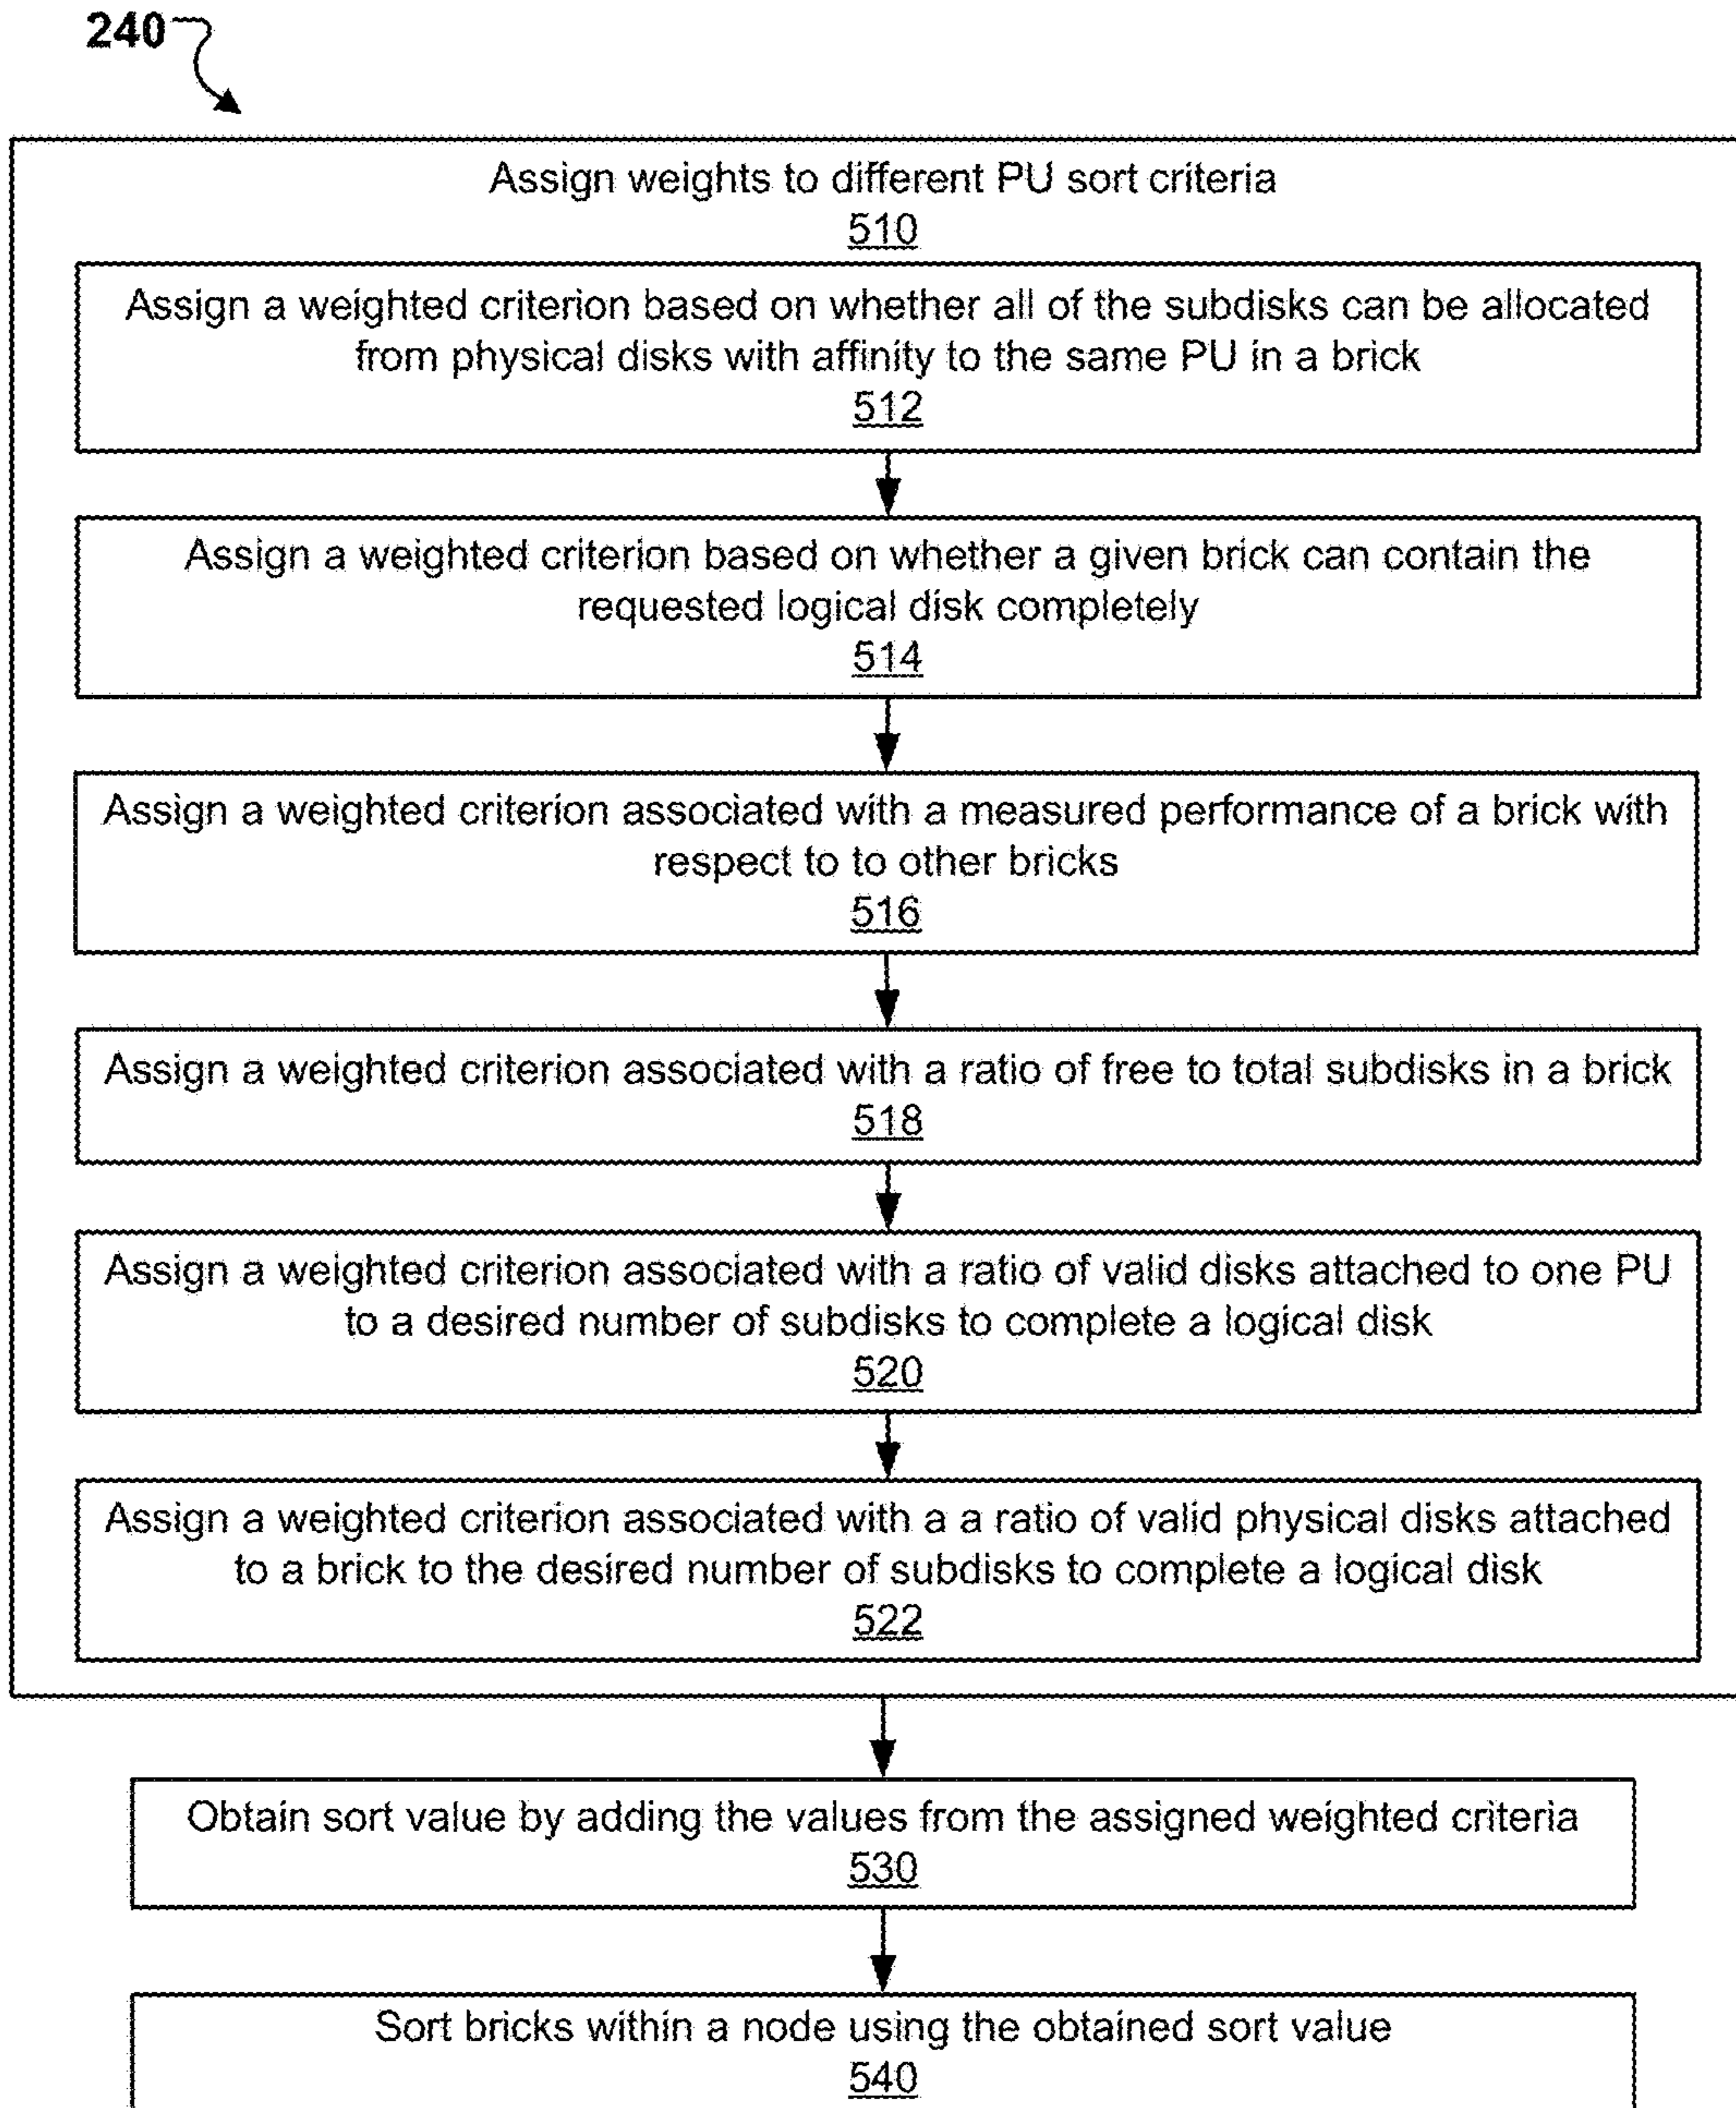 240
Assign weights to different PU sort criteria
510
Assign a weighted criterion based on whether all of the subdisks can be allocated
from physical disks with affinity to the same PU in a brick
512
Assign a weighted criterion based on whether a given brick can contain the
requested logical disk completely
514
Assign a weighted criterion associated with a measured performance of a brick with
respect to to other bricks
516
Assign a weighted criterion associated with a ratio of free to total subdisks in a brick
518
Assign a weighted criterion associated with a ratio of valid disks attached to one PU
to a desired number of subdisks to complete a logical disk
520
Assign a weighted criterion associated with a a ratio of valid physical disks attached
to a brick to the desired number of subdisks to complete a logical disk
522
Obtain sort value by adding the values from the assigned weighted criteria
530
Sort bricks within a node using the obtained sort value
540